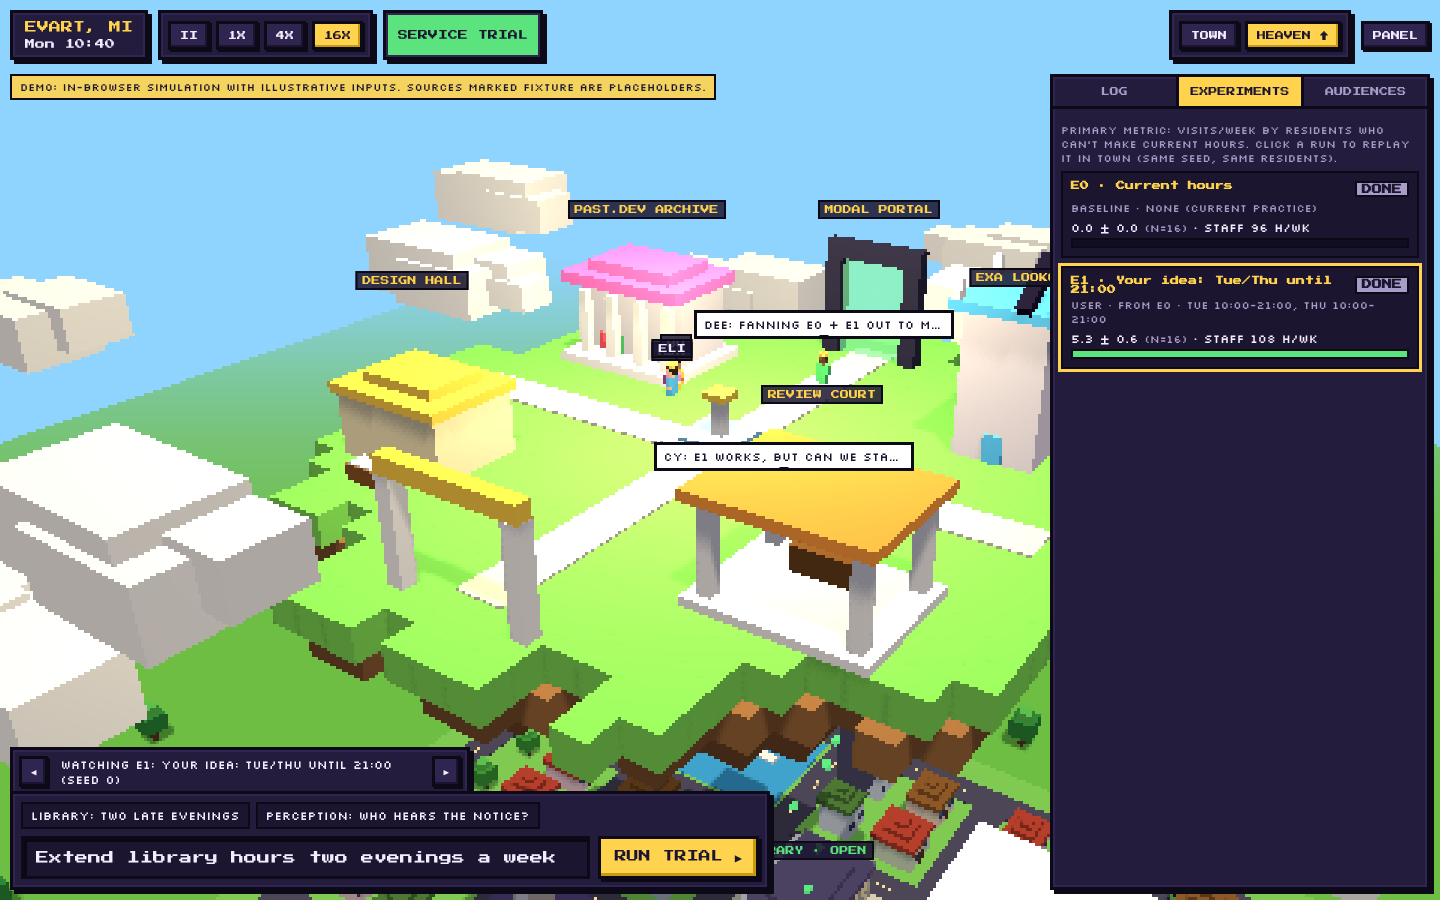 EVART, MI
Mon 10:40
II
1X
4X
16X
SERVICE TRIAL
TOWN
HEAVEN ↑
PANEL
DEMO: IN-BROWSER SIMULATION WITH ILLUSTRATIVE INPUTS. SOURCES MARKED FIXTURE ARE PLACEHOLDERS.
LOG
EXPERIMENTS
AUDIENCES
PRIMARY METRIC: VISITS/WEEK BY RESIDENTS WHO
CAN'T MAKE CURRENT HOURS. CLICK A RUN TO REPLAY
IT IN TOWN (SAME SEED, SAME RESIDENTS).
E0 · Current hours
DONE
BASELINE · NONE (CURRENT PRACTICE)
0.0 ± 0.0 (N=16) · STAFF 96 H/WK
E1 · Your idea: Tue/Thu until
21:00
DONE
USER · FROM E0 · TUE 10:00-21:00, THU 10:00-
21:00
5.3 ± 0.6 (N=16) · STAFF 108 H/WK
PAST.DEV ARCHIVE
MODAL PORTAL
DESIGN HALL
EXA LOOK
DEE: FANNING E0 + E1 OUT TO M...
ELI
REVIEW COURT
CY: E1 WORKS, BUT CAN WE STA...
WATCHING E1: YOUR IDEA: TUE/THU UNTIL 21:00
(SEED 0)
LIBRARY: TWO LATE EVENINGS
PERCEPTION: WHO HEARS THE NOTICE?
Extend library hours two evenings a week
RUN TRIAL ▸
RARY · OPEN